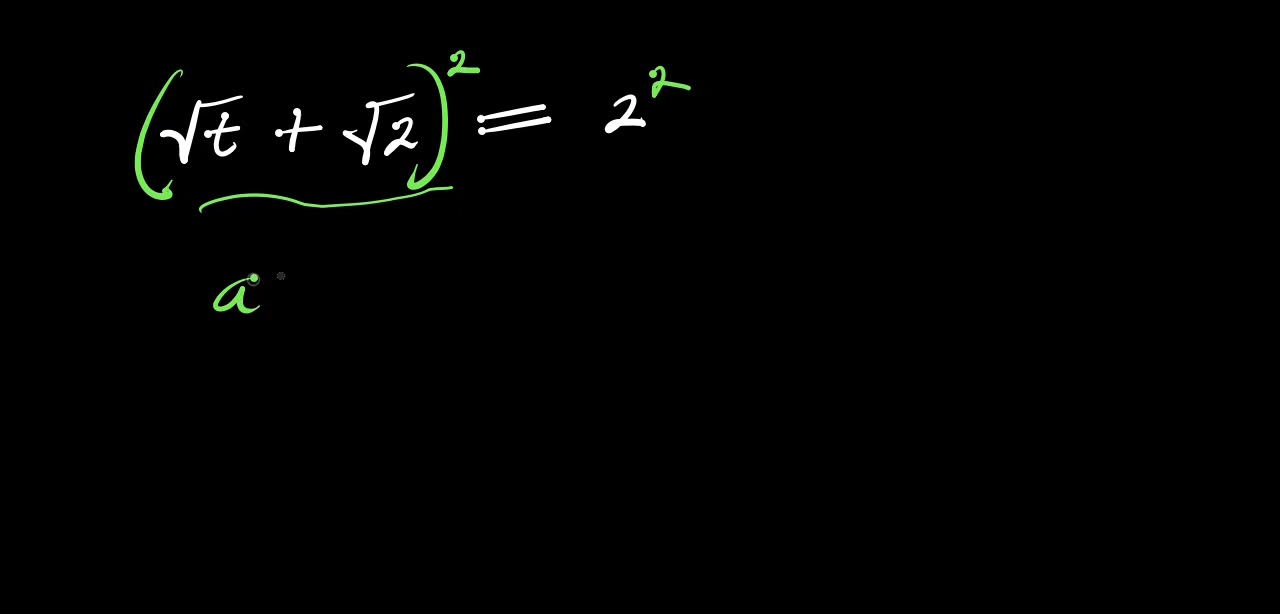 (√t + √2)² = 2²
a